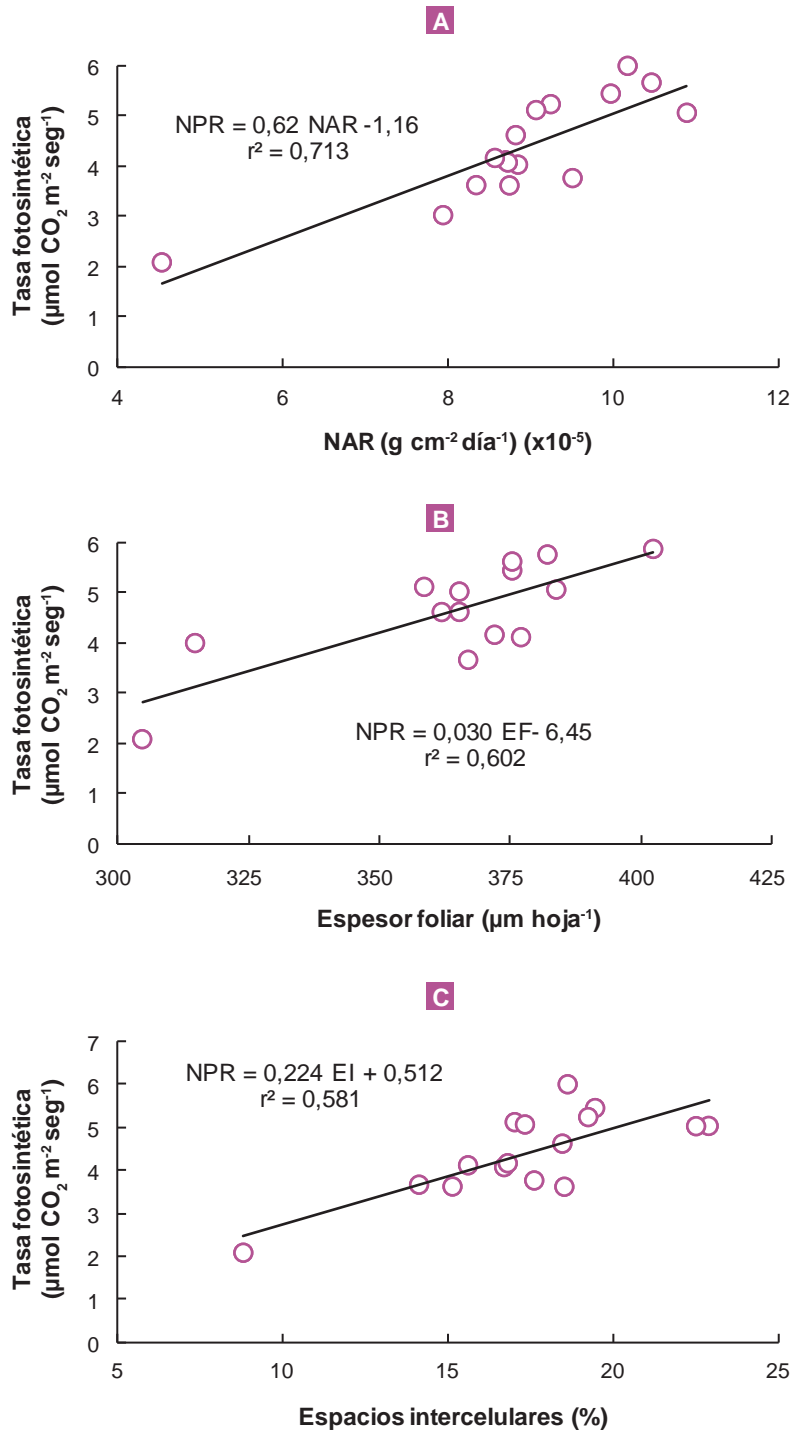 A
Tasa fotosintética
(µmol CO₂ m⁻² seg⁻¹)
6
5
4
3
2
1
0
NPR = 0,62 NAR -1,16
r² = 0,713
4 6 8 10 12
NAR (g cm⁻² día⁻¹) (x10⁻⁵)
B
Tasa fotosintética
(µmol CO₂ m⁻² seg⁻¹)
6
5
4
3
2
1
0
NPR = 0,030 EF- 6,45
r² = 0,602
300 325 350 375 400 425
Espesor foliar (µm hoja⁻¹)
C
Tasa fotosintética
(µmol CO₂ m⁻² seg⁻¹)
7
6
5
4
3
2
1
0
NPR = 0,224 EI + 0,512
r² = 0,581
5 10 15 20 25
Espacios intercelulares (%)